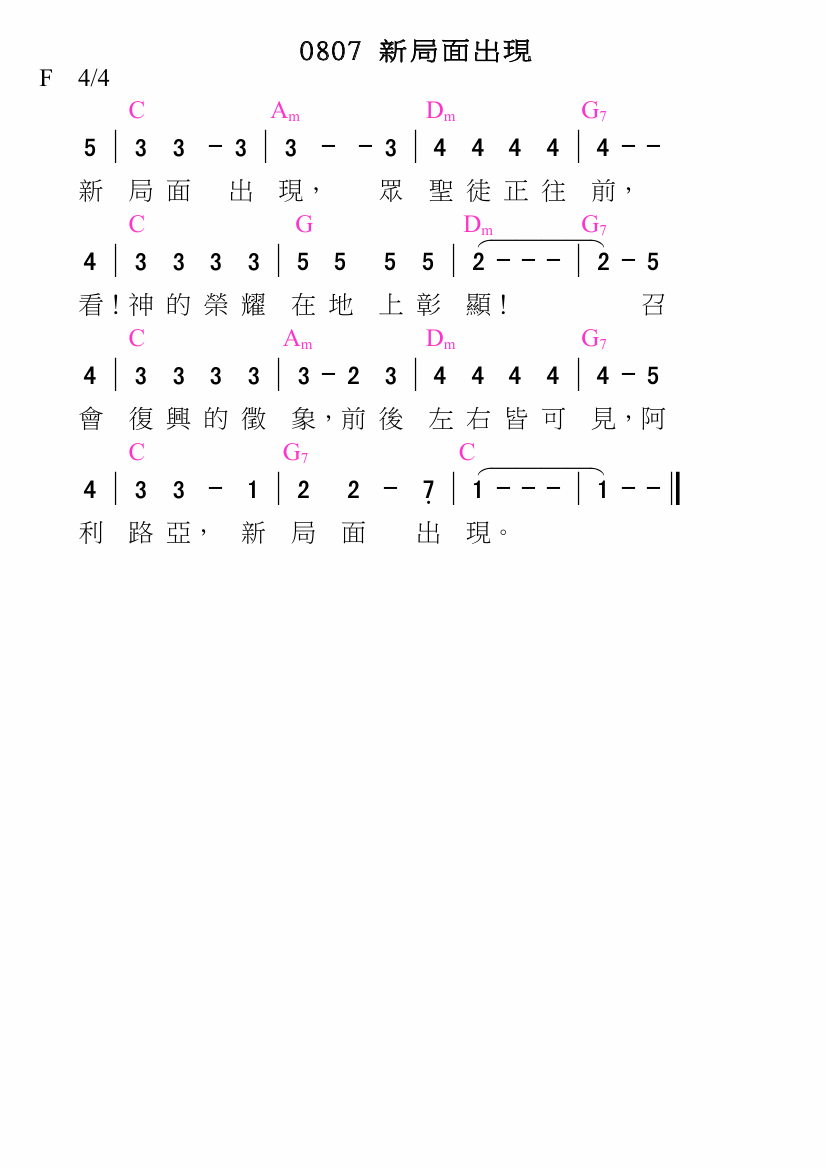 0807 新局面出現
F 4/4
C Am Dm G7
5 | 3 3 - 3 | 3 - - 3 | 4 4 4 4 | 4 - -
新 局 面 出 現, 眾 聖 徒 正 往 前,
C G Dm G7
4 | 3 3 3 3 | 5 5 5 5 | 2 - - - | 2 - 5
看!神 的 榮 耀 在 地 上 彰 顯! 召
C Am Dm G7
4 | 3 3 3 3 | 3 - 2 3 | 4 4 4 4 | 4 - 5
會 復 興 的 徵 象,前 後 左 右 皆 可 見,阿
C G7 C
4 | 3 3 - 1 | 2 2 - 7̣ | 1 - - - | 1 - - ‖
利 路 亞, 新 局 面 出 現。